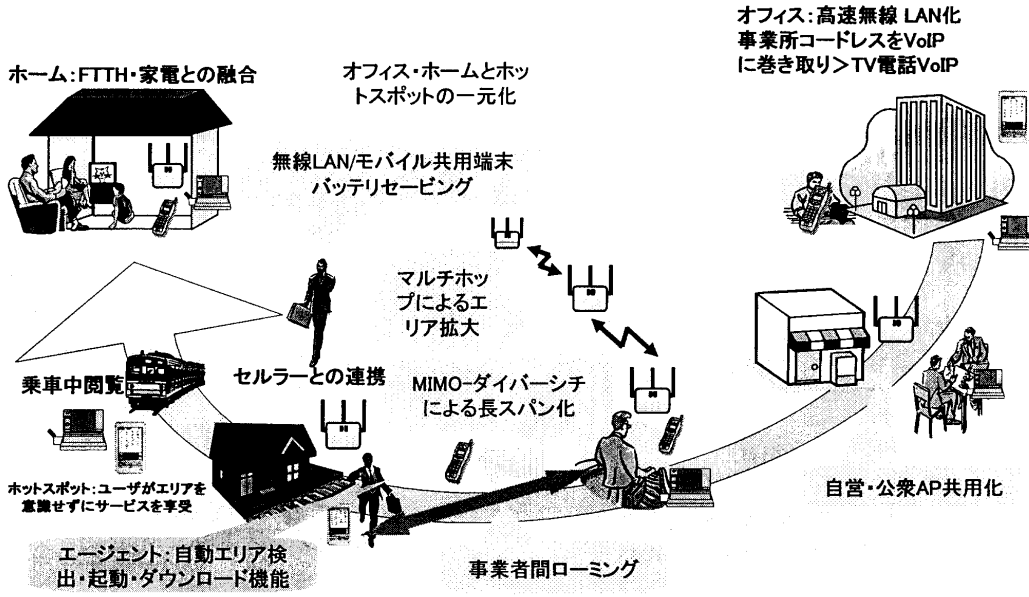 オフィス:高速無線 LAN化
事業所コードレスをVoIP
に巻き取り>TV電話VoIP
ホーム:FTTH・家電との融合
オフィス・ホームとホッ
トスポットの一元化
無線LAN/モバイル共用端末
バッテリセービング
マルチホッ
プによるエ
リア拡大
セルラーとの連携
乗車中閲覧
MIMO-ダイバーシチ
による長スパン化
ホットスポット:ユーザがエリアを
意識せずにサービスを享受
自営・公衆AP共用化
エージェント:自動エリア検
出・起動・ダウンロード機能
事業者間ローミング